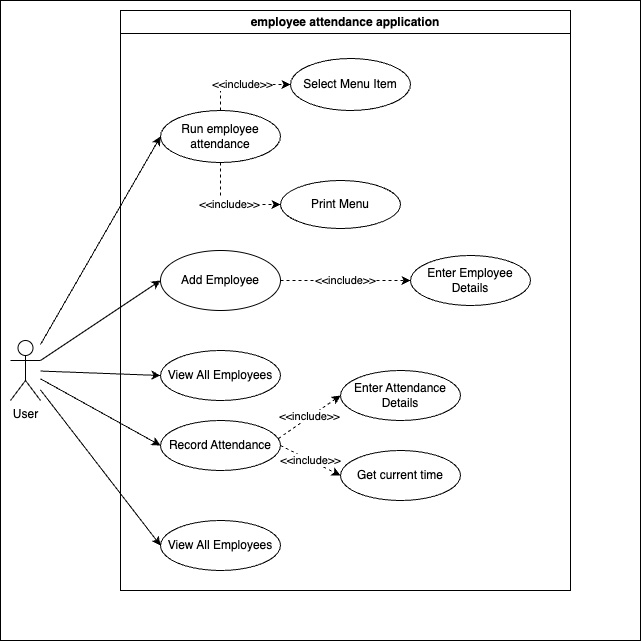 employee attendance application
<<include>>
Select Menu Item
Run employee
attendance
<<include>>
Print Menu
Add Employee
<<include>>
Enter Employee
Details
User
View All Employees
Enter Attendance
Details
<<include>>
Record Attendance
<<include>>
Get current time
View All Employees